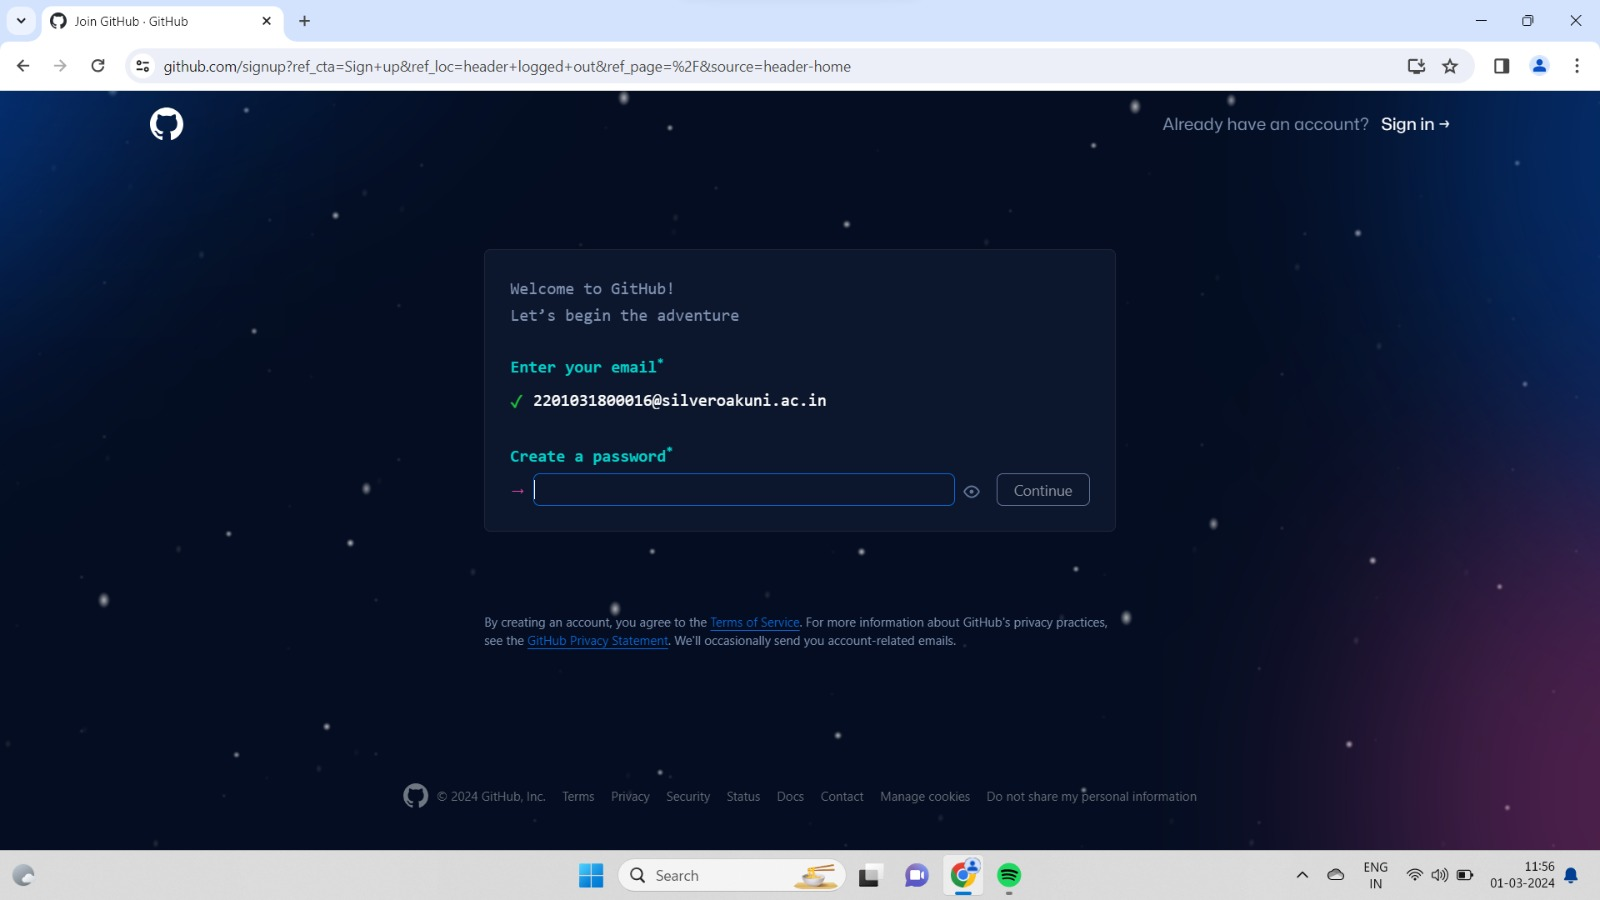 Join GitHub · GitHub
github.com/signup?ref_cta=Sign+up&ref_loc=header+logged+out&ref_page=%2F&source=header-home
Already have an account? Sign in →
Welcome to GitHub!
Let’s begin the adventure
Enter your email*
✓ 2201031800016@silveroakuni.ac.in
Create a password*
→
Continue
By creating an account, you agree to the Terms of Service. For more information about GitHub's privacy practices,
see the GitHub Privacy Statement. We'll occasionally send you account-related emails.
© 2024 GitHub, Inc. Terms Privacy Security Status Docs Contact Manage cookies Do not share my personal information
Search
ENG
IN
11:56
01-03-2024